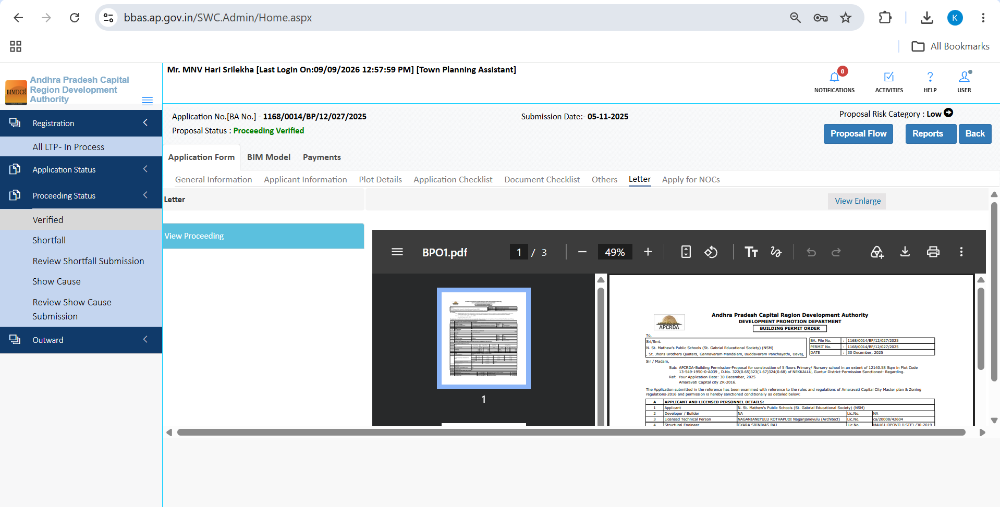 bbas.ap.gov.in/SWC.Admin/Home.aspx
K
All Bookmarks
BIMDCR
Andhra Pradesh Capital
Region Development
Authority
Mr. MNV Hari Srilekha [Last Login On:09/09/2026 12:57:59 PM] [Town Planning Assistant]
0
NOTIFICATIONS
ACTIVITIES
HELP
USER
Registration
All LTP- In Process
Application Status
Proceeding Status
Verified
Shortfall
Review Shortfall Submission
Show Cause
Review Show Cause
Submission
Outward
Application No.[BA No.] - 1168/0014/BP/12/027/2025
Submission Date:- 05-11-2025
Proposal Risk Category : Low
Proposal Status : Proceeding Verified
Proposal Flow
Reports
Back
Application Form
BIM Model
Payments
General Information
Applicant Information
Plot Details
Application Checklist
Document Checklist
Others
Letter
Apply for NOCs
Letter
View Enlarge
View Proceeding
BPO1.pdf
1 / 3
49%
1
APCRDA
Andhra Pradesh Capital Region Development Authority
DEVELOPMENT PROMOTION DEPARTMENT
BUILDING PERMIT ORDER
To,
Sri/Smt.
N. St. Mathew's Public Schools (St. Gabrial Educational Society) (NSM)
, St. Jhons Brothers Quaters, Gannavaram Mandalam, Buddavaram Panchayathi, Davaj,
BA. File No. : 1168/0014/BP/12/027/2025
PERMIT No. : 1168/0014/BP/12/027/2025
DATE : 30 December, 2025
Sir / Madam,
Sub: APCRDA-Building Permission-Proposal for construction of 5 floors Primary/ Nursery school in an extent of 12140.58 Sqm in Plot Code
13-549-1950-0-A039 , D.No. 322(0.65)323(1.67)324(0.68) of NEKKALLU, Guntur District-Permission Sanctioned- Regarding.
Ref: Your Application Date: 30 December, 2025
Amaravati Capital city ZR-2016.
The Application submitted in the reference has been examined with reference to the rules and regulations of Amaravati Capital City Master plan & Zoning
regulations-2016 and permission is hereby sanctioned conditionally as detailed below:
A APPLICANT AND LICENSED PERSONNEL DETAILS:
1 Applicant N. St. Mathew's Public Schools (St. Gabrial Educational Society) (NSM)
2 Developer / Builder NA Lic.No. NA
3 Licensed Technical Person NAGANJANEYULU KOTHAPUDI Naganjaneyulu (Architect) Lic.No. ca/20008/42604
4 Structural Engineer GYARA SRINIVAS RAJ Lic.No. MAU61-DPOVIJ (LSTE) /30-2019